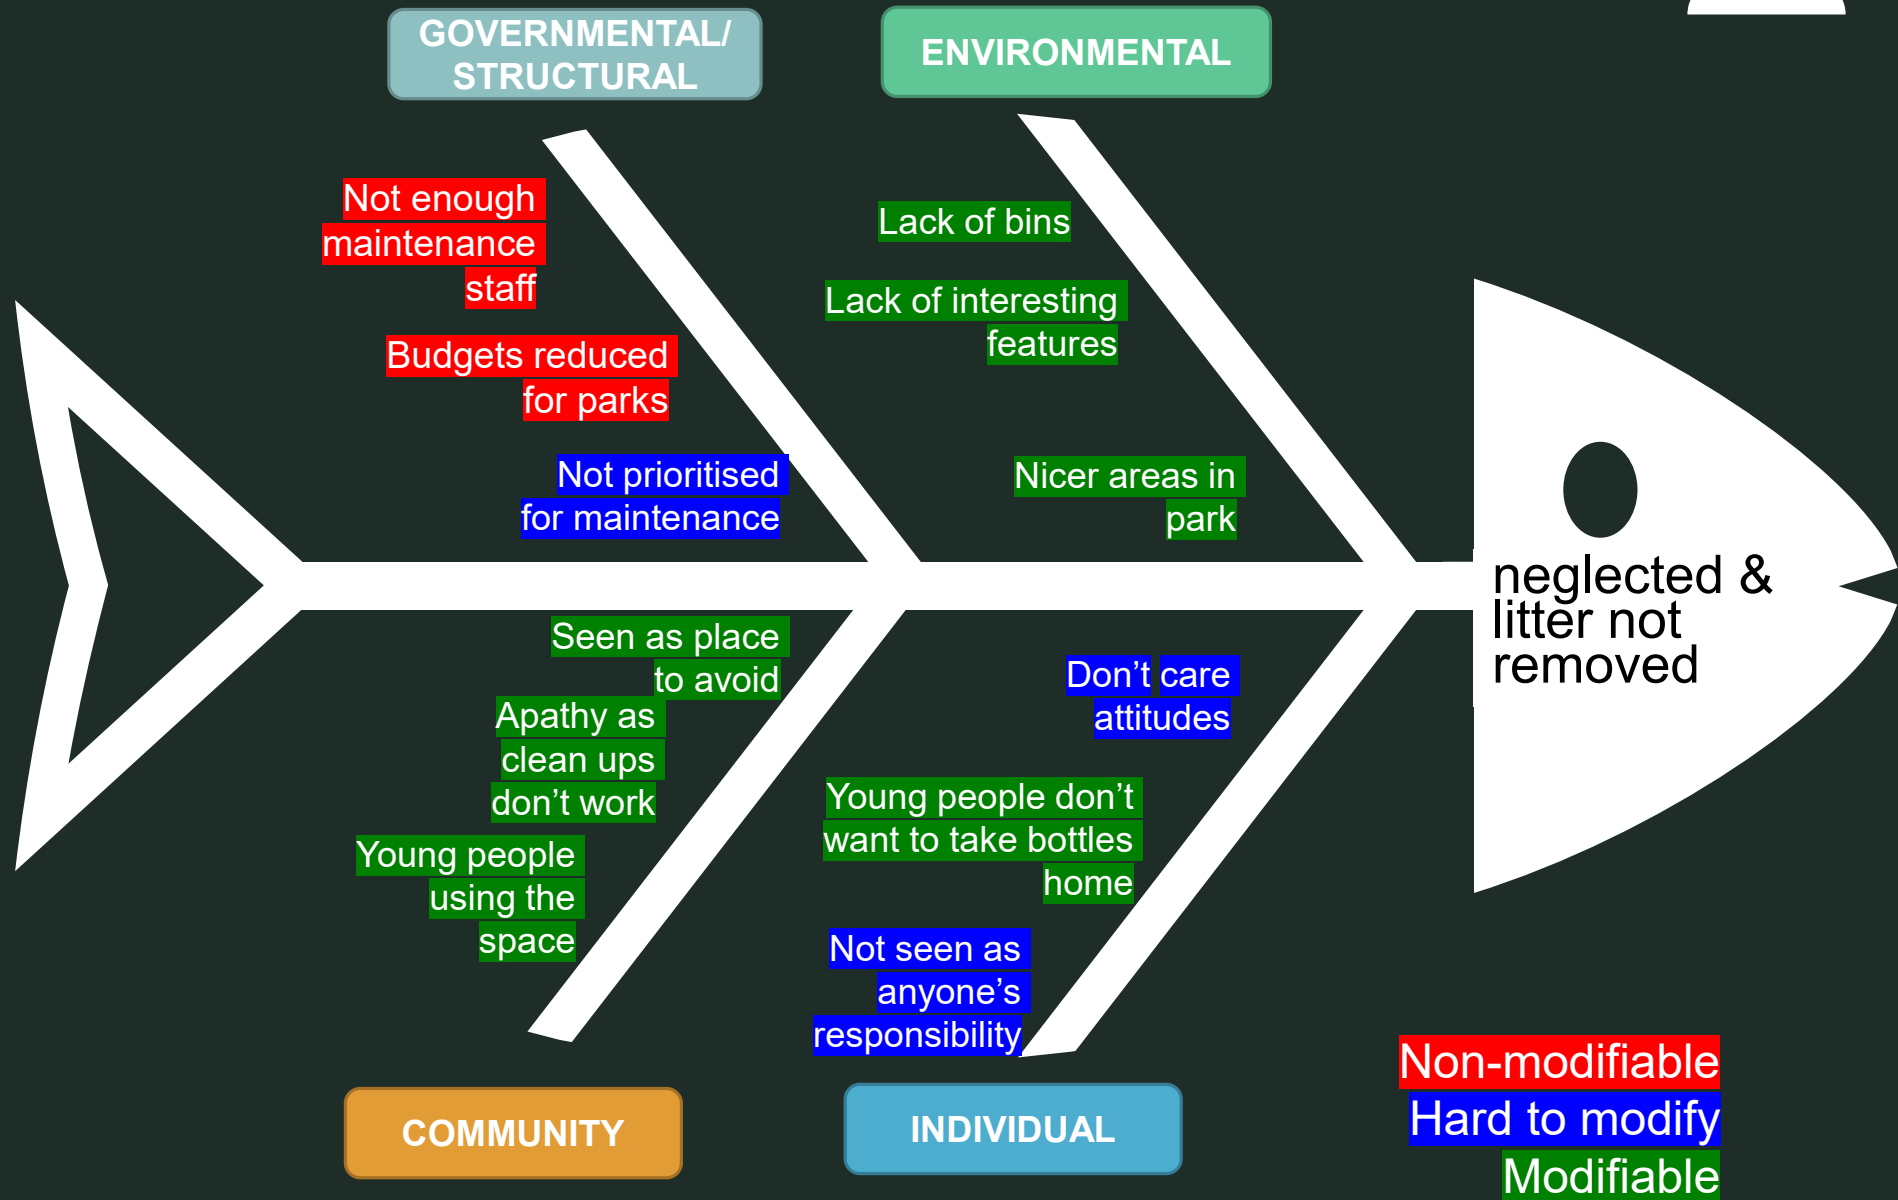 GOVERNMENTAL/
STRUCTURAL
ENVIRONMENTAL
Not enough
maintenance
staff
Budgets reduced
for parks
Not prioritised
for maintenance
Lack of bins
Lack of interesting
features
Nicer areas in
park
neglected &
litter not
removed
Seen as place
to avoid
Apathy as
clean ups
don’t work
Young people
using the
space
Don’t care
attitudes
Young people don’t
want to take bottles
home
Not seen as
anyone’s
responsibility
COMMUNITY
INDIVIDUAL
Non-modifiable
Hard to modify
Modifiable